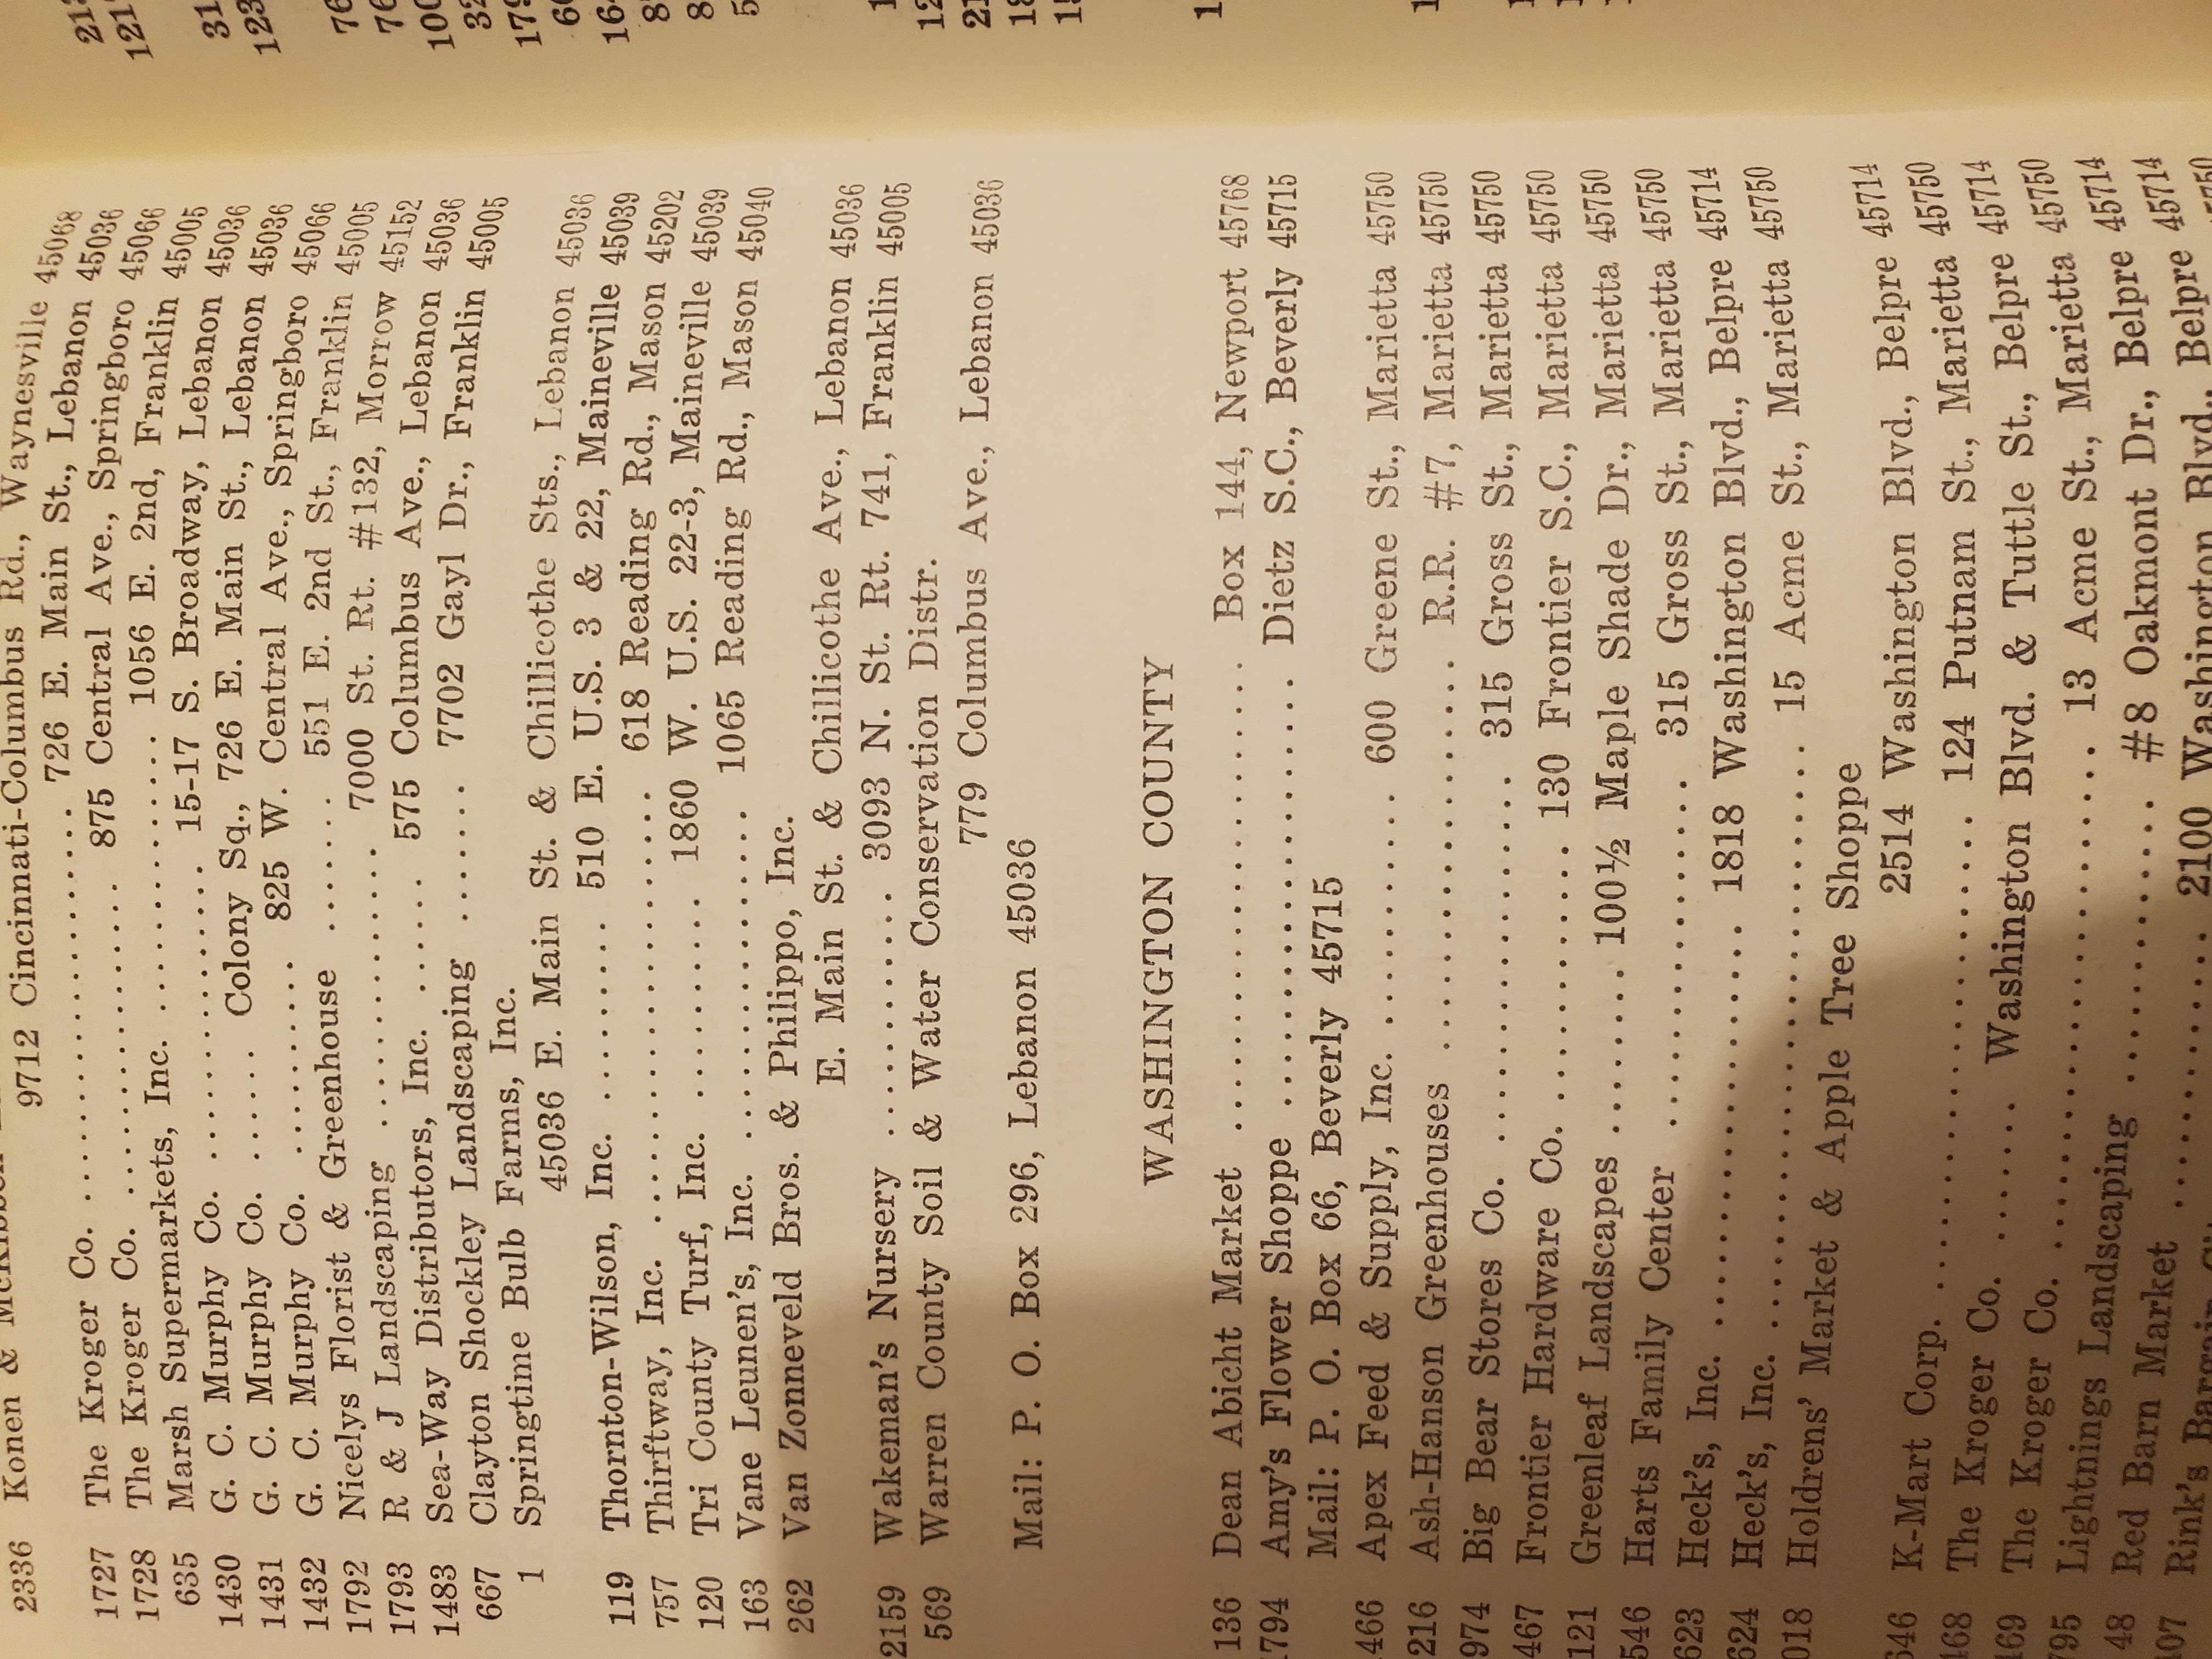 2336 Konen &
9712 Cincinnati-Columbus Rd., Waynesville 45068
1727 The Kroger Co. .......... 726 E. Main St., Lebanon 45036
1728 The Kroger Co. .......... 875 Central Ave., Springboro 45066
635 Marsh Supermarkets, Inc. .......... 1056 E. 2nd, Franklin 45005
1430 G. C. Murphy Co. .......... 15-17 S. Broadway, Lebanon 45036
1431 G. C. Murphy Co. ..... Colony Sq., 726 E. Main St., Lebanon 45036
1432 G. C. Murphy Co. .......... 825 W. Central Ave., Springboro 45066
1792 Nicelys Florist & Greenhouse ...... 551 E. 2nd St., Franklin 45005
1793 R & J Landscaping .......... 7000 St. Rt. #132, Morrow 45152
1483 Sea-Way Distributors, Inc. ...... 575 Columbus Ave., Lebanon 45036
667 Clayton Shockley Landscaping ...... 7702 Gayl Dr., Franklin 45005
1 Springtime Bulb Farms, Inc.
45036 E. Main St. & Chillicothe Sts., Lebanon 45036
119 Thornton-Wilson, Inc. .......... 510 E. U.S. 3 & 22, Maineville 45039
757 Thirftway, Inc. .......... 618 Reading Rd., Mason 45202
120 Tri County Turf, Inc. .......... 1860 W. U.S. 22-3, Maineville 45039
163 Vane Leunen's, Inc. .......... 1065 Reading Rd., Mason 45040
262 Van Zonneveld Bros. & Philippo, Inc.
E. Main St. & Chillicothe Ave., Lebanon 45036
2159 Wakeman's Nursery .......... 3093 N. St. Rt. 741, Franklin 45005
569 Warren County Soil & Water Conservation Distr.
779 Columbus Ave., Lebanon 45036
Mail: P. O. Box 296, Lebanon 45036
WASHINGTON COUNTY
136 Dean Abicht Market .......... Box 144, Newport 45768
1794 Amy's Flower Shoppe .......... Dietz S.C., Beverly 45715
Mail: P. O. Box 66, Beverly 45715
466 Apex Feed & Supply, Inc. .......... 600 Greene St., Marietta 45750
216 Ash-Hanson Greenhouses .......... R.R. #7, Marietta 45750
974 Big Bear Stores Co. .......... 315 Gross St., Marietta 45750
467 Frontier Hardware Co. .......... 130 Frontier S.C., Marietta 45750
121 Greenleaf Landscapes .......... 100½ Maple Shade Dr., Marietta 45750
546 Harts Family Center .......... 315 Gross St., Marietta 45750
623 Heck's, Inc. .......... 1818 Washington Blvd., Belpre 45714
624 Heck's, Inc. .......... 15 Acme St., Marietta 45750
018 Holdrens' Market & Apple Tree Shoppe
2514 Washington Blvd., Belpre 45714
646 K-Mart Corp. .......... 124 Putnam St., Marietta 45750
468 The Kroger Co. ...... Washington Blvd. & Tuttle St., Belpre 45714
469 The Kroger Co. .......... 13 Acme St., Marietta 45750
795 Lightnings Landscaping .......... #8 Oakmont Dr., Belpre 45714
48 Red Barn Market .......... 2100 Washington Blvd., Belpre 45714
07 Rink's Bargain